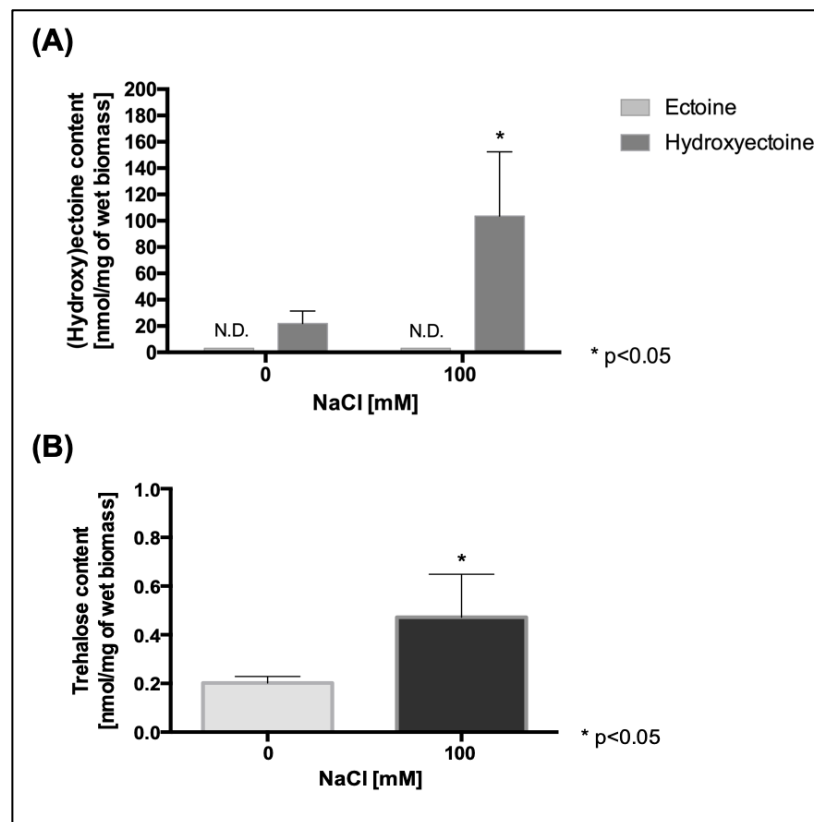 (A)
(Hydroxy)ectoine content
[nmol/mg of wet biomass]
200
180
160
140
120
100
80
60
40
20
0
N.D.
N.D.
*
0
100
NaCl [mM]
Ectoine
Hydroxyectoine
* p<0.05
(B)
Trehalose content
[nmol/mg of wet biomass]
1.0
0.8
0.6
0.4
0.2
0.0
*
0
100
NaCl [mM]
* p<0.05